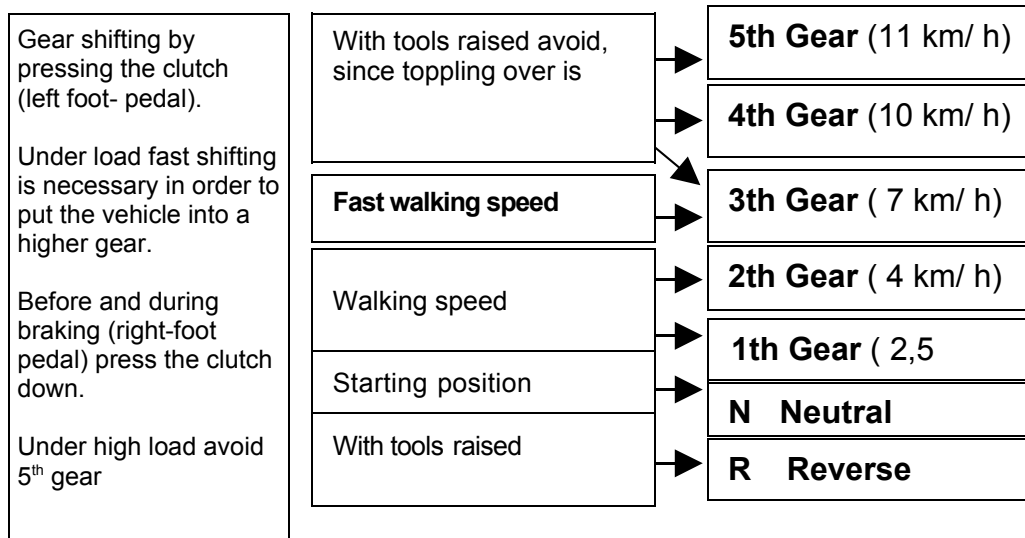 Gear shifting by
pressing the clutch
(left foot- pedal).
Under load fast shifting
is necessary in order to
put the vehicle into a
higher gear.
Before and during
braking (right-foot
pedal) press the clutch
down.
Under high load avoid
5th gear
With tools raised avoid,
since toppling over is
Fast walking speed
Walking speed
Starting position
With tools raised
5th Gear (11 km/ h)
4th Gear (10 km/ h)
3th Gear ( 7 km/ h)
2th Gear ( 4 km/ h)
1th Gear ( 2,5
N Neutral
R Reverse